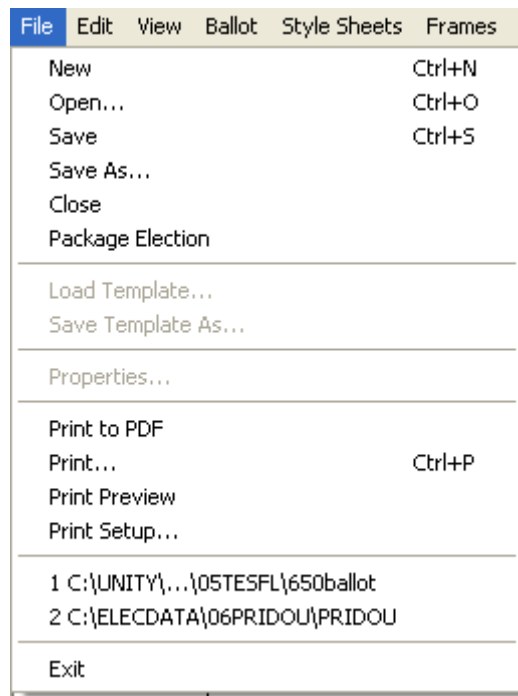 File Edit View Ballot Style Sheets Frames
New Ctrl+N
Open... Ctrl+O
Save Ctrl+S
Save As...
Close
Package Election
Load Template...
Save Template As...
Properties...
Print to PDF
Print... Ctrl+P
Print Preview
Print Setup...
1 C:\UNITY\...\05TESFL\650ballot
2 C:\ELECDATA\06PRIDOU\PRIDOU
Exit